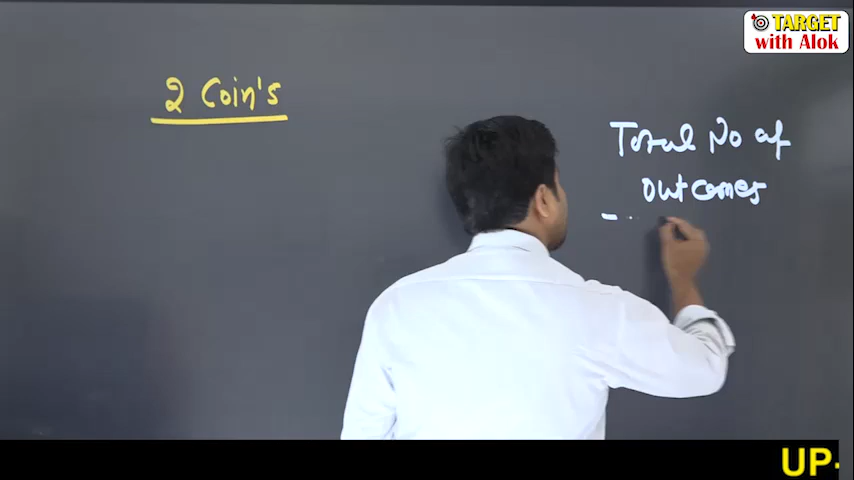 TARGET
with Alok
2 Coin's
Total No of
outcomes
UP-